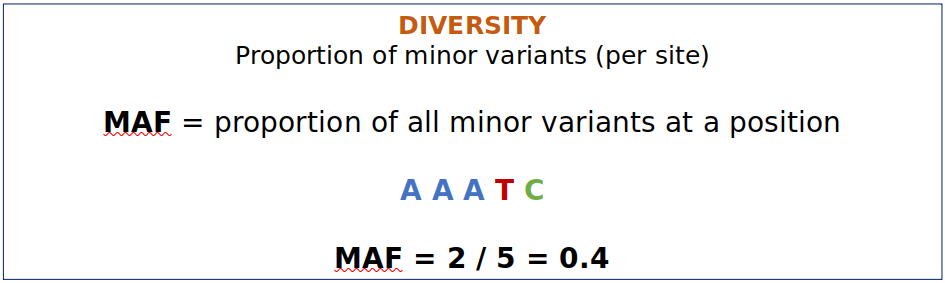 DIVERSITY
Proportion of minor variants (per site)
MAF = proportion of all minor variants at a position
A A A T C
MAF = 2 / 5 = 0.4